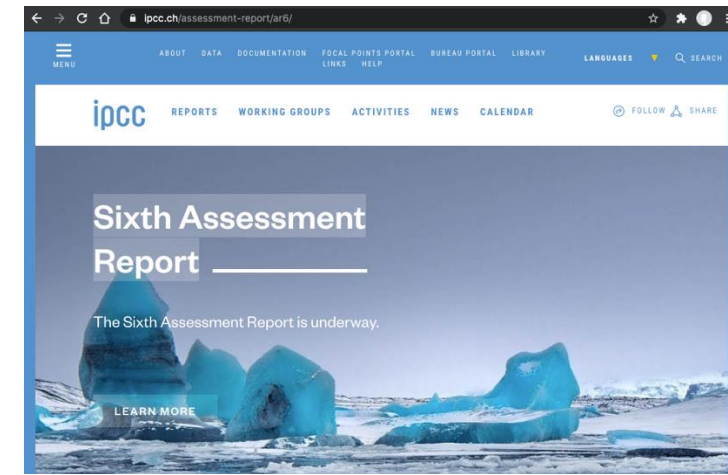 ipcc.ch/assessment-report/ar6/
MENU
ABOUT DATA DOCUMENTATION FOCAL POINTS PORTAL BUREAU PORTAL LIBRARY
LINKS HELP
LANGUAGES
SEARCH
ipcc
REPORTS WORKING GROUPS ACTIVITIES NEWS CALENDAR
FOLLOW SHARE
Sixth Assessment
Report
The Sixth Assessment Report is underway.
LEARN MORE